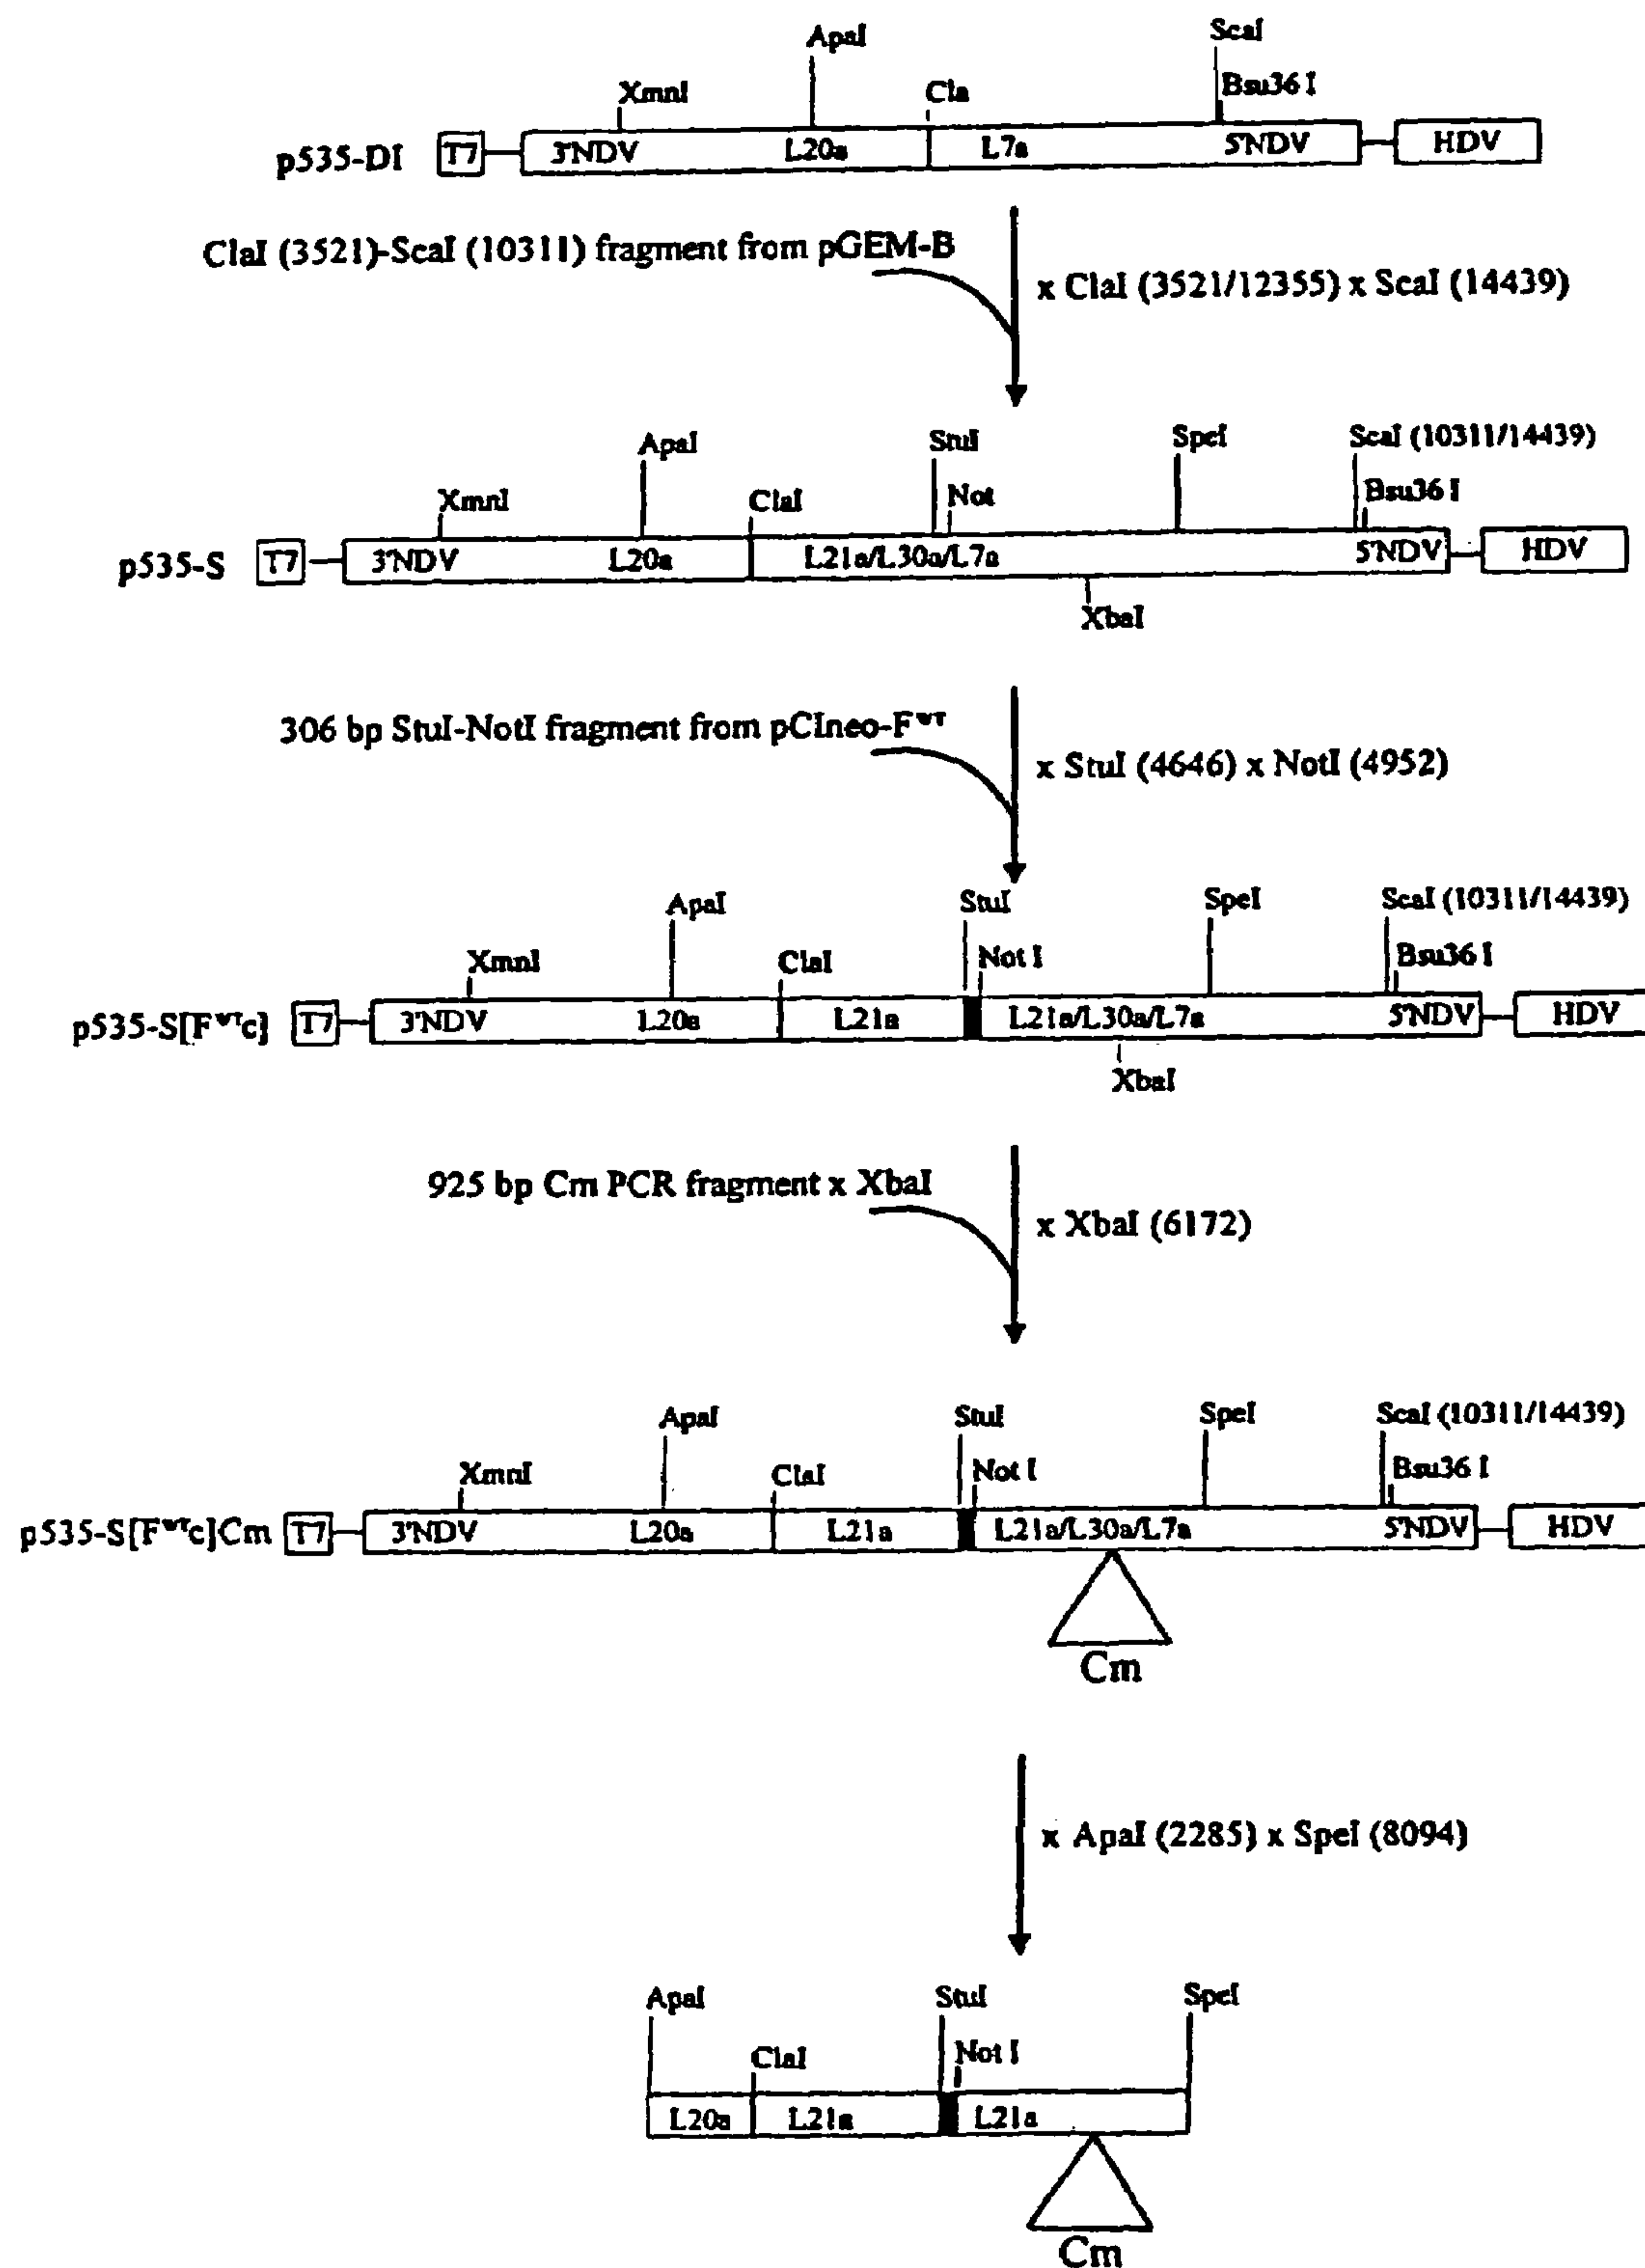 ApaI
ScaI
XmnI
Cla
Bsu36 I
p535-DI T7 3'NDV L20a L7a 5'NDV HDV
ClaI (3521)-ScaI (10311) fragment from pGEM-B
x ClaI (3521/12355) x ScaI (14439)
ApaI StuI SpeI ScaI (10311/14439)
XmnI ClaI Not Bsu36 I
p535-S T7 3'NDV L20a L21a/L30a/L7a 5'NDV HDV
XbaI
306 bp StuI-NotI fragment from pCIneo-Fᵂᵀ
x StuI (4646) x NotI (4952)
ApaI StuI SpeI ScaI (10311/14439)
XmnI ClaI Not I Bsu36 I
p535-S[Fᵂᵀc] T7 3'NDV L20a L21a L21a/L30a/L7a 5'NDV HDV
XbaI
925 bp Cm PCR fragment x XbaI
x XbaI (6172)
ApaI StuI SpeI ScaI (10311/14439)
XmnI ClaI Not I Bsu36 I
p535-S[Fᵂᵀc]Cm T7 3'NDV L20a L21a L21a/L30a/L7a 5'NDV HDV
Cm
x ApaI (2285) x SpeI (8094)
ApaI StuI SpeI
ClaI Not I
L20a L21a L21a
Cm